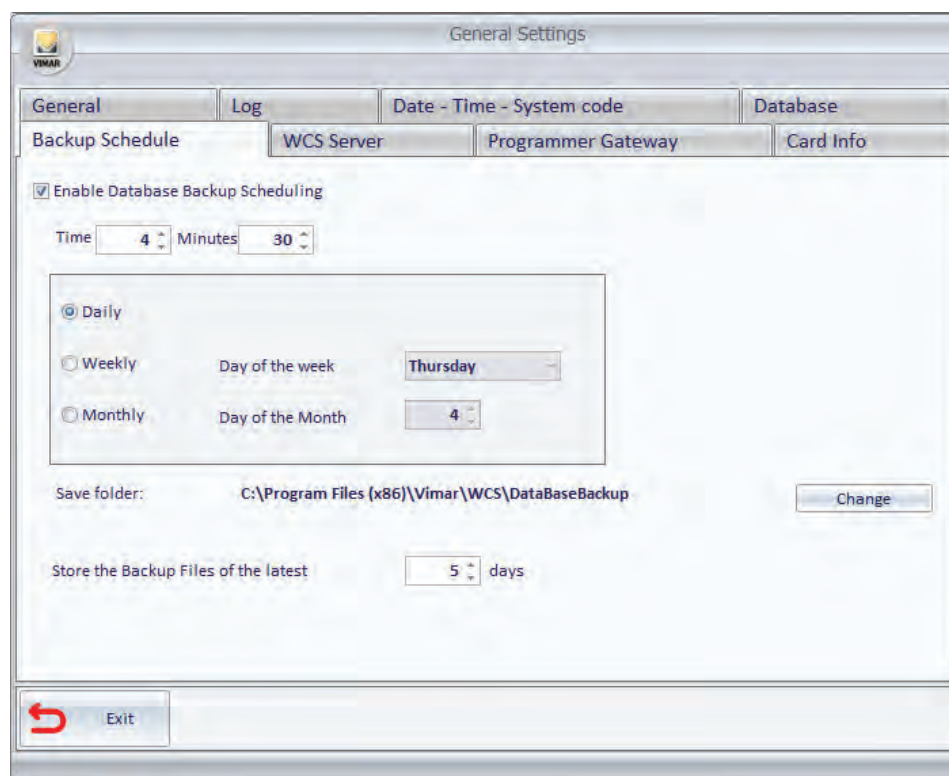 General Settings
VIMAR
General Log Date - Time - System code Database
Backup Schedule WCS Server Programmer Gateway Card Info
Enable Database Backup Scheduling
Time 4 Minutes 30
Daily
Weekly Day of the week Thursday
Monthly Day of the Month 4
Save folder: C:\Program Files (x86)\Vimar\WCS\DataBaseBackup Change
Store the Backup Files of the latest 5 days
Exit